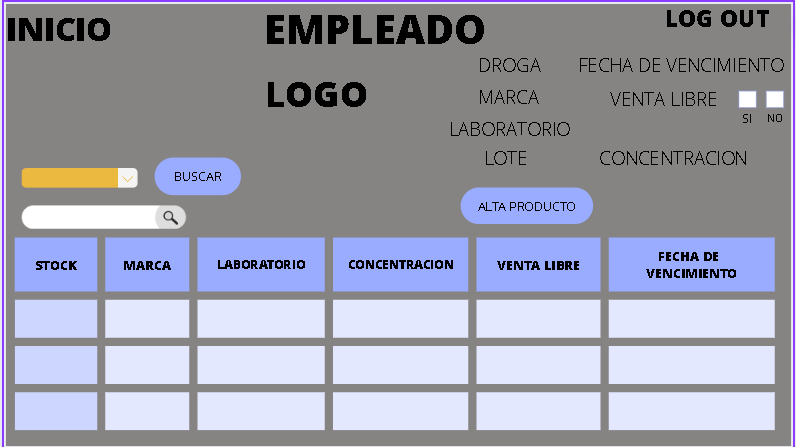 INICIO
EMPLEADO
LOG OUT
LOGO
DROGA
FECHA DE VENCIMIENTO
MARCA
VENTA LIBRE
SI
NO
LABORATORIO
LOTE
CONCENTRACION
BUSCAR
ALTA PRODUCTO
STOCK
MARCA
LABORATORIO
CONCENTRACION
VENTA LIBRE
FECHA DE
VENCIMIENTO